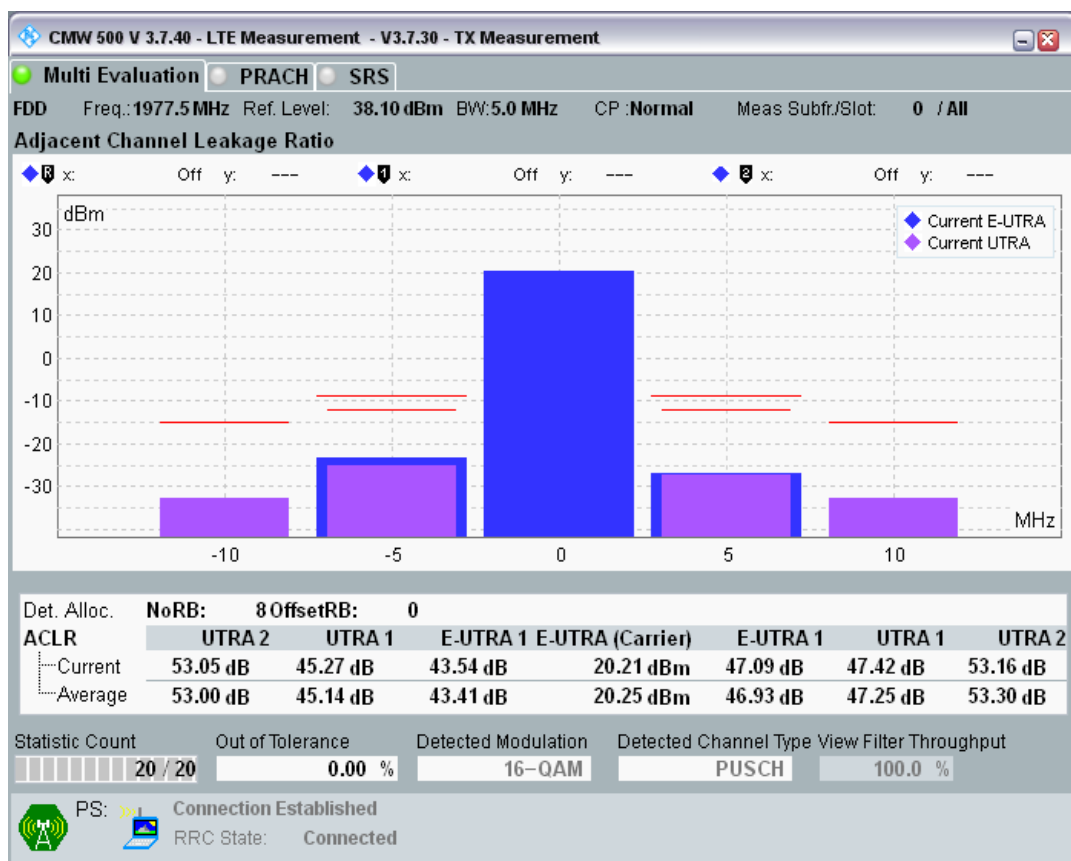 CMW 500 V 3.7.40 - LTE Measurement - V3.7.30 - TX Measurement
Multi Evaluation PRACH SRS
FDD Freq.: 1977.5 MHz Ref. Level: 38.10 dBm BW: 5.0 MHz CP : Normal Meas Subfr./Slot: 0 / All
Adjacent Channel Leakage Ratio
R x: Off y: --- 1 x: Off y: --- 2 x: Off y: ---
dBm
Current E-UTRA
Current UTRA
30
20
10
0
-10
-20
-30
MHz
-10 -5 0 5 10
Det. Alloc. NoRB: 8 OffsetRB: 0
ACLR UTRA 2 UTRA 1 E-UTRA 1 E-UTRA (Carrier) E-UTRA 1 UTRA 1 UTRA 2
Current 53.05 dB 45.27 dB 43.54 dB 20.21 dBm 47.09 dB 47.42 dB 53.16 dB
Average 53.00 dB 45.14 dB 43.41 dB 20.25 dBm 46.93 dB 47.25 dB 53.30 dB
Statistic Count Out of Tolerance Detected Modulation Detected Channel Type View Filter Throughput
20 / 20 0.00 % 16-QAM PUSCH 100.0 %
PS: Connection Established
RRC State: Connected